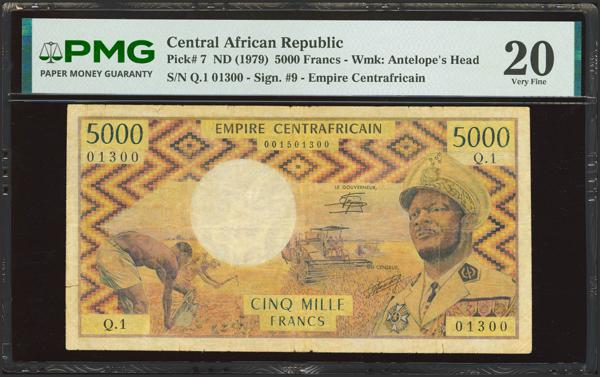 PMG
PAPER MONEY GUARANTY
Central African Republic
Pick# 7 ND (1979) 5000 Francs - Wmk: Antelope's Head
S/N Q.1 01300 - Sign. #9 - Empire Centrafricain
20
Very Fine
5000
01300
EMPIRE CENTRAFRICAIN
001501300
5000
Q.1
LE GOUVERNEUR,
UN CENSEUR,
CINQ MILLE
FRANCS
Q.1
01300